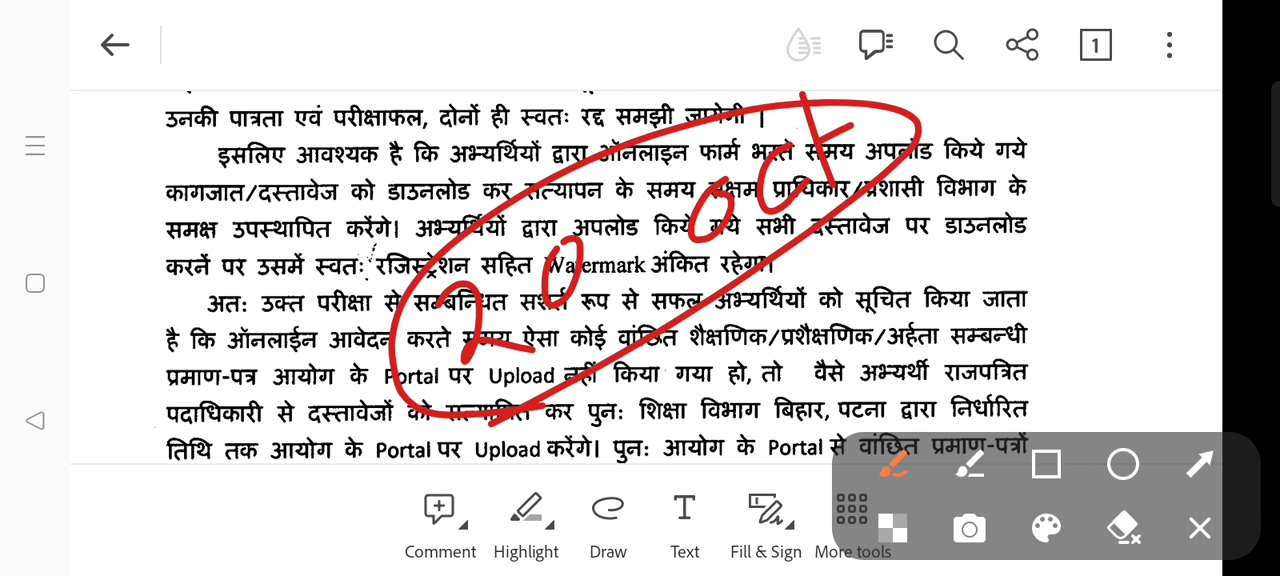 1
उनकी पात्रता एवं परीक्षाफल, दोनों ही स्वतः रद्द समझी जायेगी |
इसलिए आवश्यक है कि अभ्यर्थियों द्वारा ऑनलाइन फार्म भरते समय अपलोड किये गये
कागजात/दस्तावेज को डाउनलोड कर सत्यापन के समय सक्षम प्राधिकार/प्रशासी विभाग के
समक्ष उपस्थापित करेंगे। अभ्यर्थियों द्वारा अपलोड किये गये सभी दस्तावेज पर डाउनलोड
करनें पर उसमें स्वतः रजिस्ट्रेशन सहित Watermark अंकित रहेगा।
अतः उक्त परीक्षा से सम्बन्धित सशर्त रूप से सफल अभ्यर्थियों को सूचित किया जाता
है कि ऑनलाईन आवेदन करते समय ऐसा कोई वांछित शैक्षणिक/प्रशैक्षणिक/अर्हता सम्बन्धी
प्रमाण-पत्र आयोग के Portal पर Upload नहीं किया गया हो, तो वैसे अभ्यर्थी राजपत्रित
पदाधिकारी से दस्तावेजों को सत्यापित कर पुनः शिक्षा विभाग बिहार, पटना द्वारा निर्धारित
तिथि तक आयोग के Portal पर Upload करेंगे। पुनः आयोग के Portal से वांछित प्रमाण-पत्रों
20 oct
Comment Highlight Draw Text Fill & Sign More tools